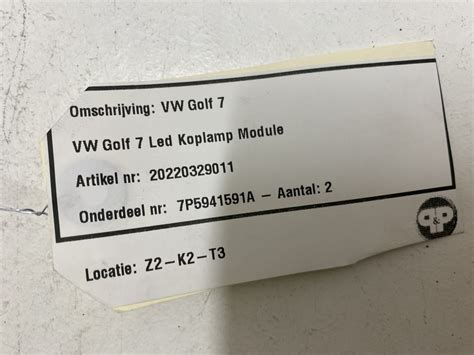 Omschrijving: VW Golf 7
VW Golf 7 Led Koplamp Module
Artikel nr: 20220329011
Onderdeel nr: 7P5941591A – Aantal: 2
P&P
Locatie: Z2–K2–T3